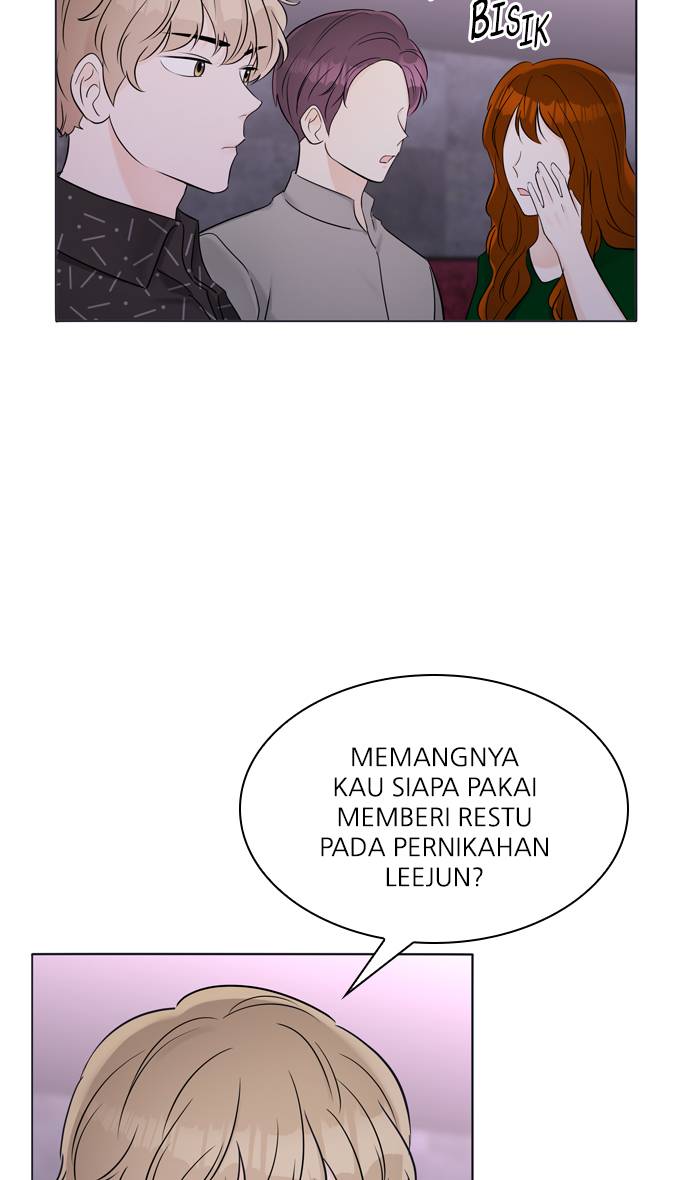 BISIK
MEMANGNYA
KAU SIAPA PAKAI
MEMBERI RESTU
PADA PERNIKAHAN
LEEJUN?